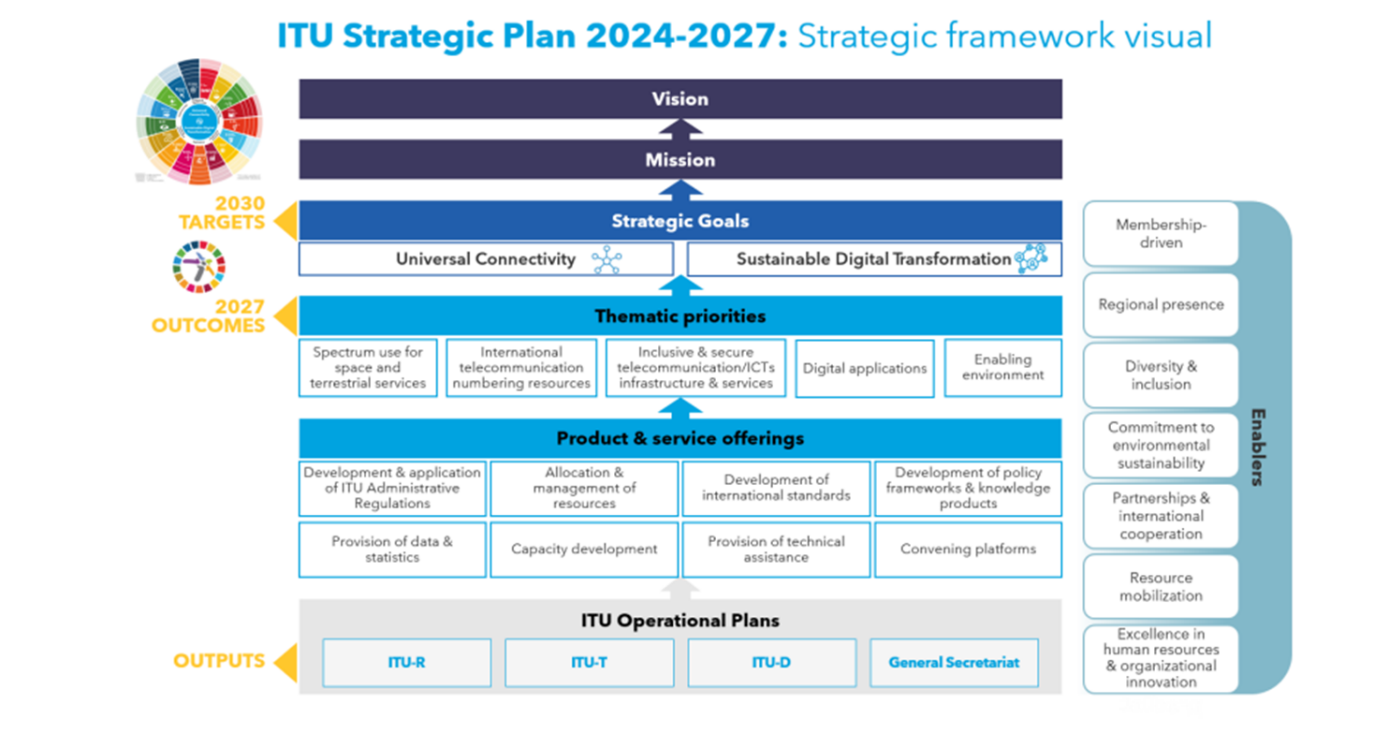 ITU Strategic Plan 2024-2027: Strategic framework visual
Vision
Mission
2030
TARGETS
Strategic Goals
Universal Connectivity
Sustainable Digital Transformation
2027
OUTCOMES
Thematic priorities
Spectrum use for
space and
terrestrial services
International
telecommunication
numbering resources
Inclusive & secure
telecommunication/ICTs
infrastructure & services
Digital applications
Enabling
environment
Product & service offerings
Development & application
of ITU Administrative
Regulations
Allocation &
management of
resources
Development of
international standards
Development of policy
frameworks & knowledge
products
Provision of data &
statistics
Capacity development
Provision of technical
assistance
Convening platforms
ITU Operational Plans
OUTPUTS
ITU-R
ITU-T
ITU-D
General Secretariat
Membership-
driven
Regional presence
Diversity &
inclusion
Commitment to
environmental
sustainability
Partnerships &
international
cooperation
Resource
mobilization
Excellence in
human resources
& organizational
innovation
Enablers